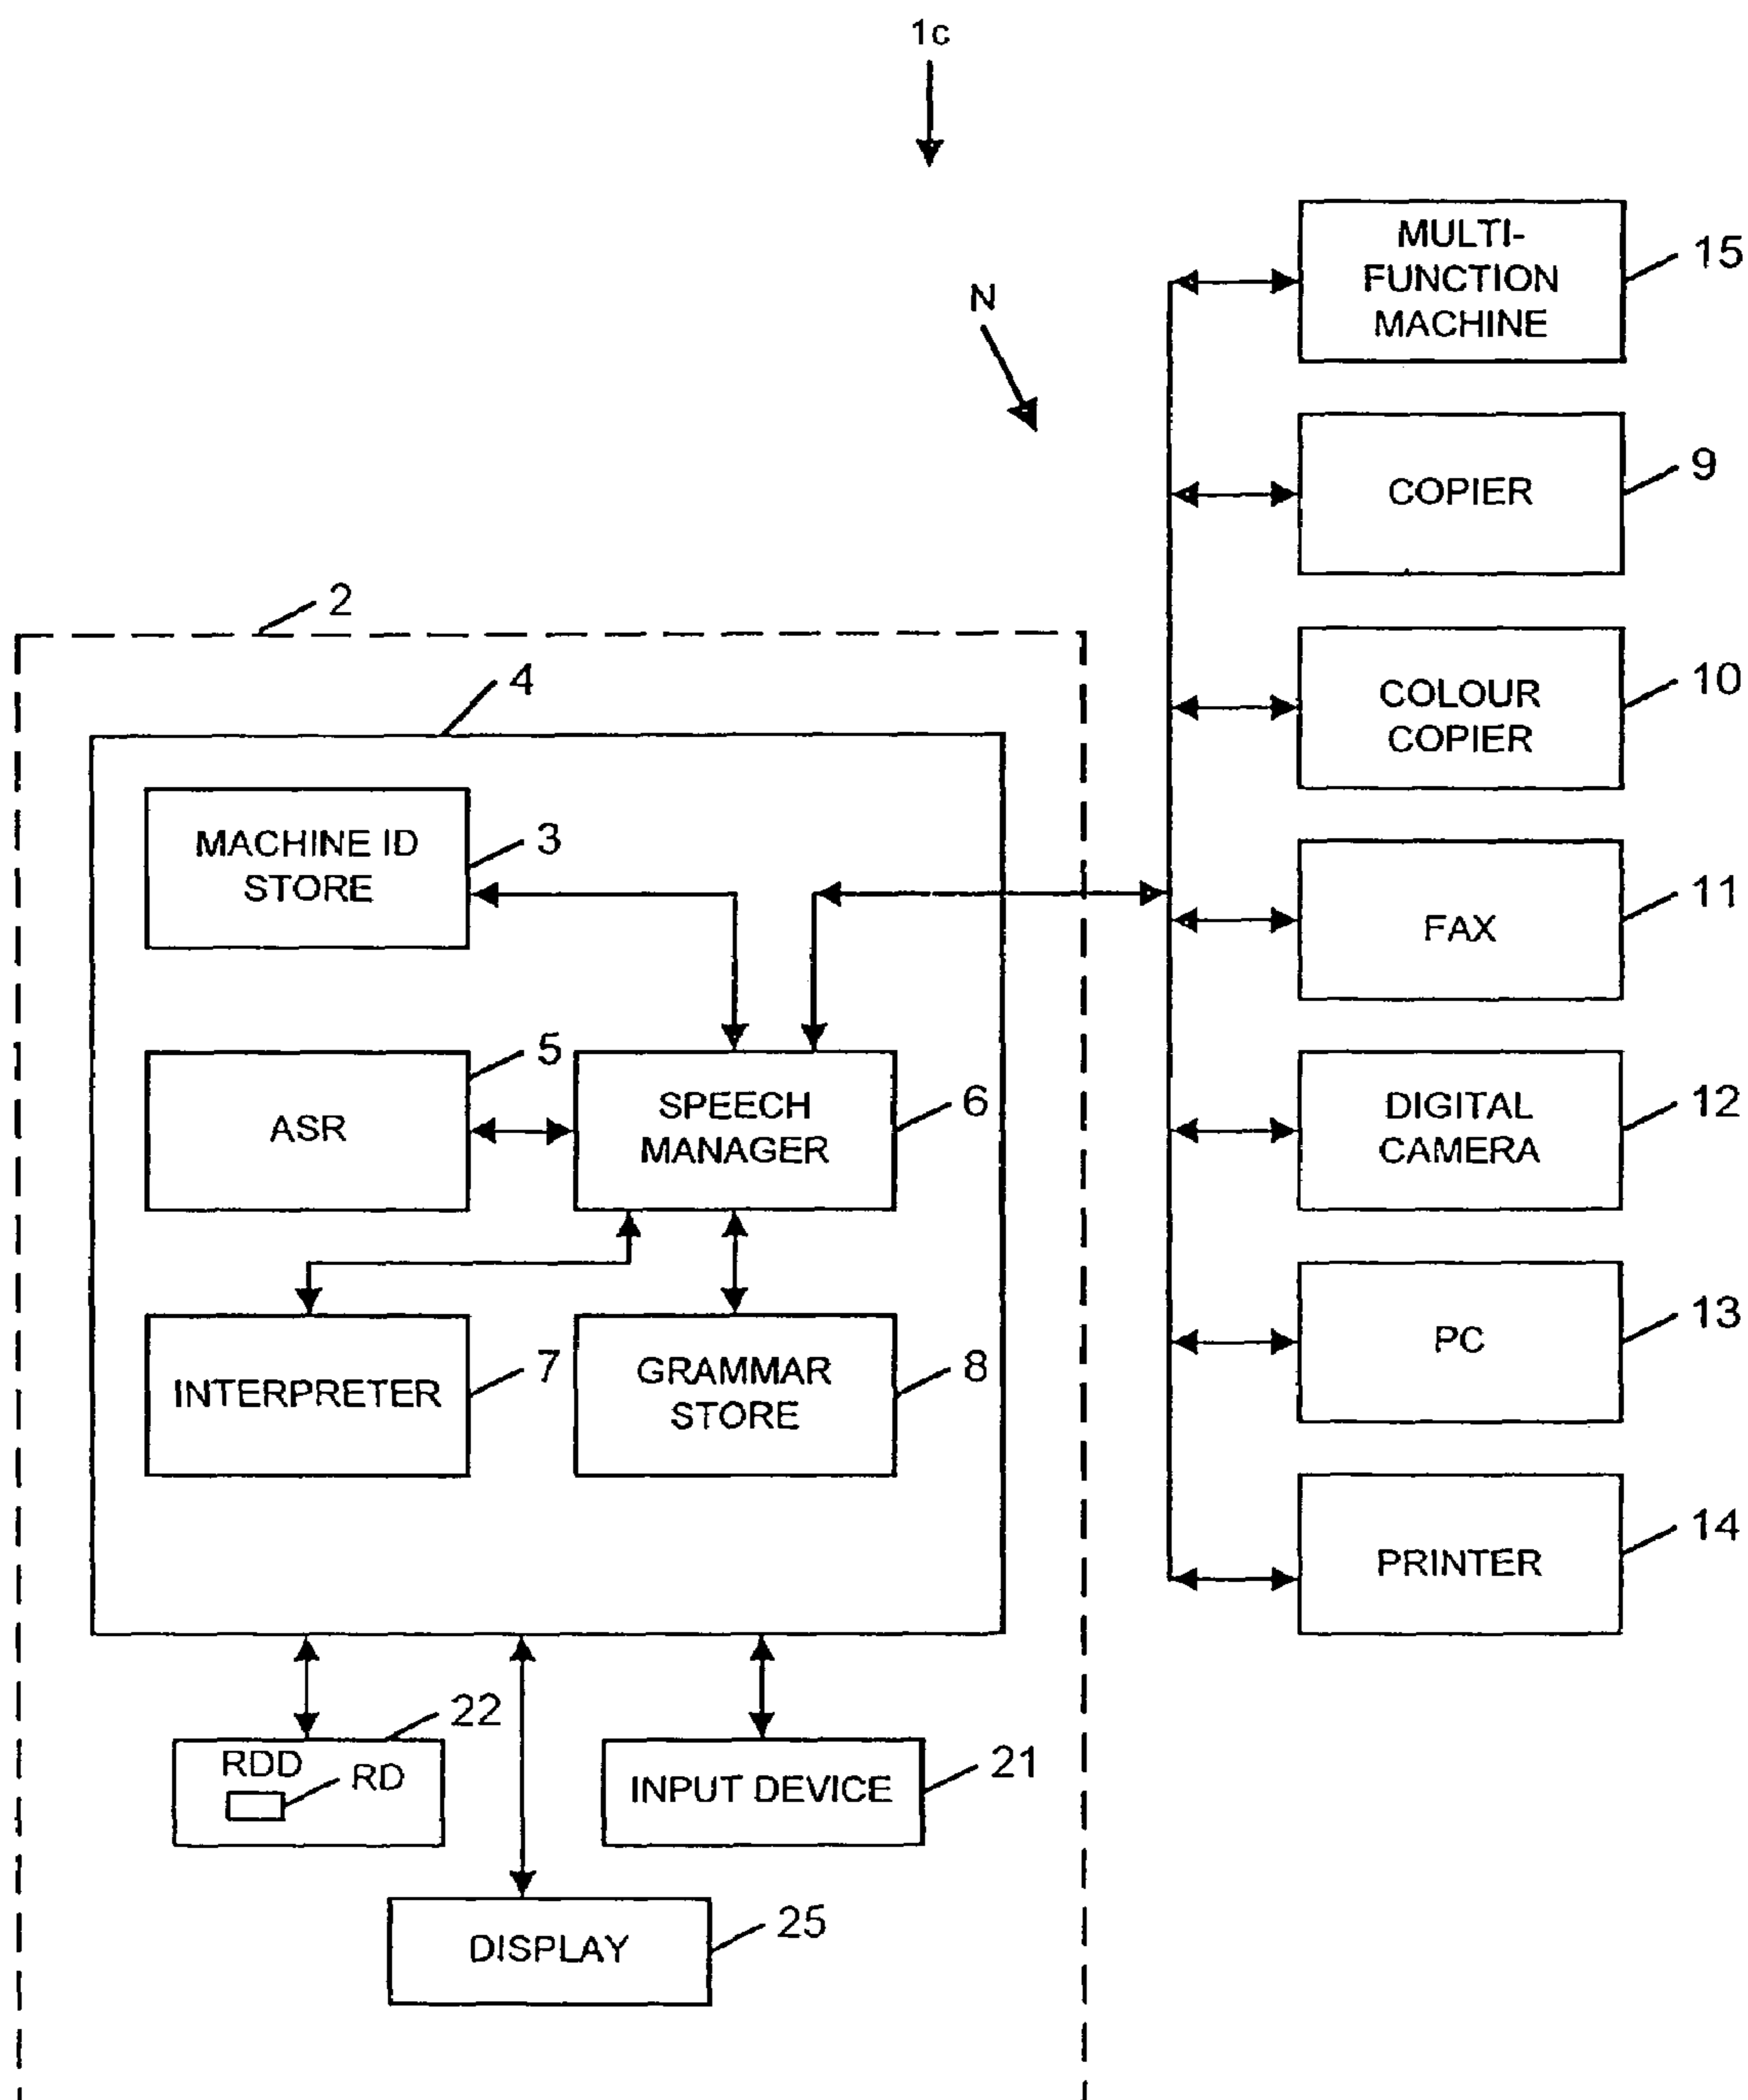 1c
N
MULTI-
FUNCTION
MACHINE
15
COPIER
9
COLOUR
COPIER
10
FAX
11
DIGITAL
CAMERA
12
PC
13
PRINTER
14
2
4
MACHINE ID
STORE
3
ASR
5
SPEECH
MANAGER
6
INTERPRETER
7
GRAMMAR
STORE
8
RDD
RD
22
INPUT DEVICE
21
DISPLAY
25